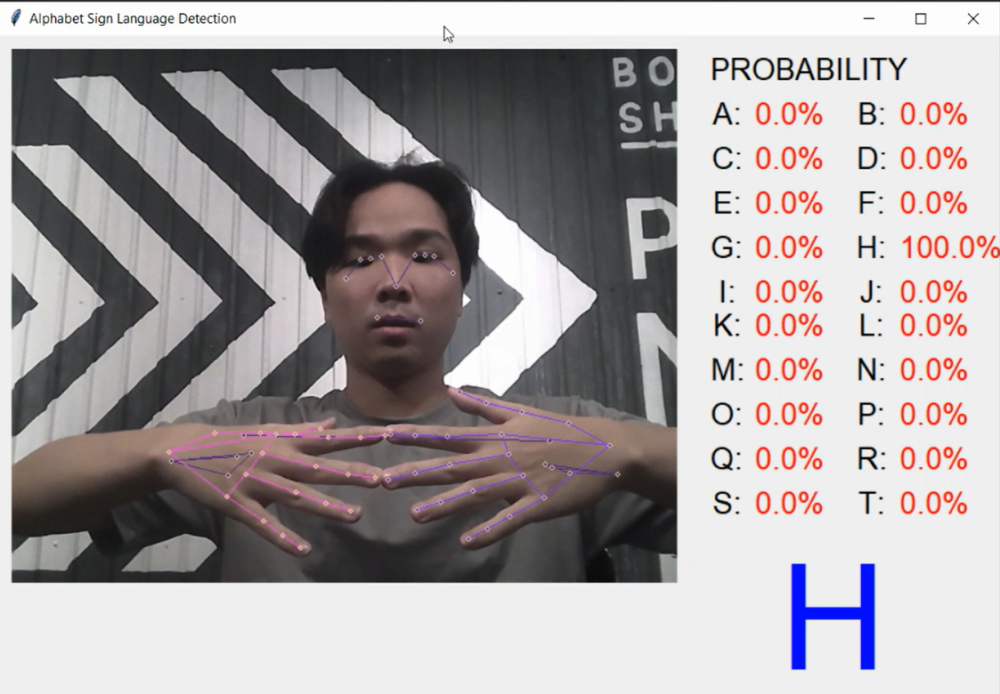 Alphabet Sign Language Detection
BO
SH
P
N
PROBABILITY
A: 0.0% B: 0.0%
C: 0.0% D: 0.0%
E: 0.0% F: 0.0%
G: 0.0% H: 100.0%
I: 0.0% J: 0.0%
K: 0.0% L: 0.0%
M: 0.0% N: 0.0%
O: 0.0% P: 0.0%
Q: 0.0% R: 0.0%
S: 0.0% T: 0.0%
H